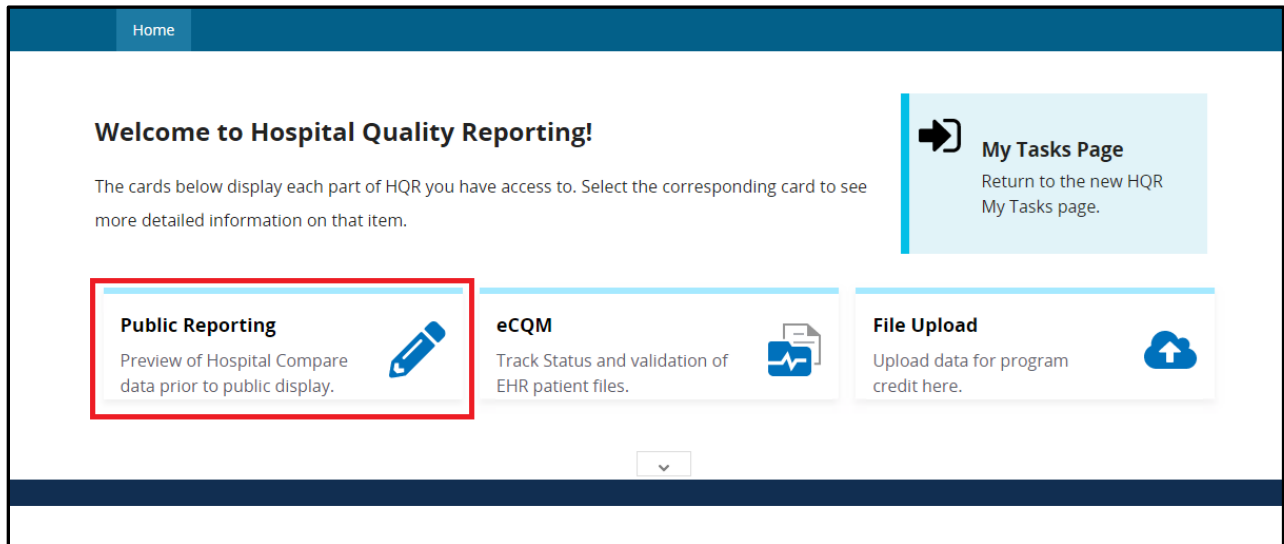 Home
Welcome to Hospital Quality Reporting!
The cards below display each part of HQR you have access to. Select the corresponding card to see
more detailed information on that item.
My Tasks Page
Return to the new HQR
My Tasks page.
Public Reporting
Preview of Hospital Compare
data prior to public display.
eCQM
Track Status and validation of
EHR patient files.
File Upload
Upload data for program
credit here.